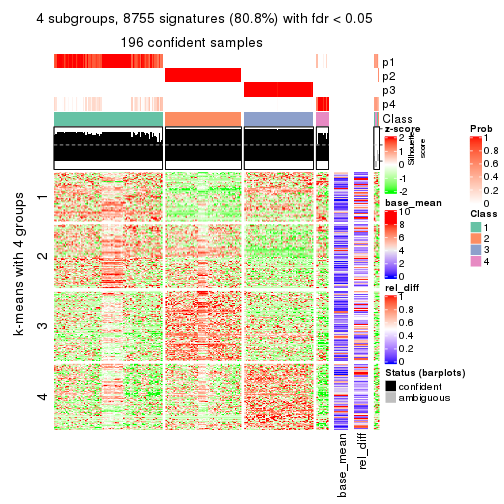 4 subgroups, 8755 signatures (80.8%) with fdr < 0.05
196 confident samples
p1
p2
p3
p4
Class
Silhouette
score
k-means with 4 groups
1
2
3
4
base_mean
rel_diff
z-score
2
1
0
-1
-2
base_mean
10
8
6
4
2
0
rel_diff
1
0.8
0.6
0.4
0.2
0
Status (barplots)
confident
ambiguous
Prob
1
0.8
0.6
0.4
0.2
0
Class
1
2
3
4